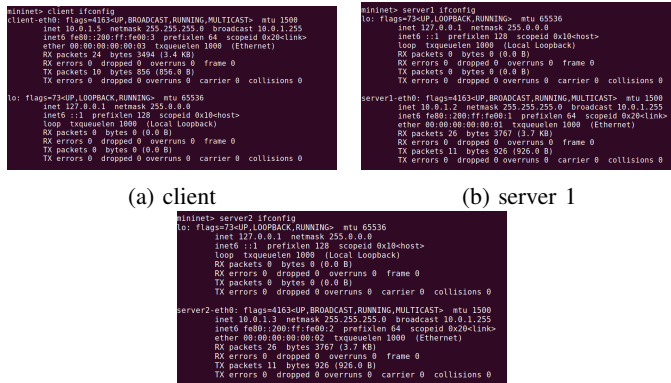 mininet> client ifconfig
client-eth0: flags=4163<UP,BROADCAST,RUNNING,MULTICAST>  mtu 1500
        inet 10.0.1.5  netmask 255.255.255.0  broadcast 10.0.1.255
        inet6 fe80::200:ff:fe00:3  prefixlen 64  scopeid 0x20<link>
        ether 00:00:00:00:00:03  txqueuelen 1000  (Ethernet)
        RX packets 24  bytes 3494 (3.4 KB)
        RX errors 0  dropped 0  overruns 0  frame 0
        TX packets 10  bytes 856 (856.0 B)
        TX errors 0  dropped 0 overruns 0  carrier 0  collisions 0

lo: flags=73<UP,LOOPBACK,RUNNING>  mtu 65536
        inet 127.0.0.1  netmask 255.0.0.0
        inet6 ::1  prefixlen 128  scopeid 0x10<host>
        loop  txqueuelen 1000  (Local Loopback)
        RX packets 0  bytes 0 (0.0 B)
        RX errors 0  dropped 0  overruns 0  frame 0
        TX packets 0  bytes 0 (0.0 B)
        TX errors 0  dropped 0 overruns 0  carrier 0  collisions 0
(a) client
mininet> server1 ifconfig
lo: flags=73<UP,LOOPBACK,RUNNING>  mtu 65536
        inet 127.0.0.1  netmask 255.0.0.0
        inet6 ::1  prefixlen 128  scopeid 0x10<host>
        loop  txqueuelen 1000  (Local Loopback)
        RX packets 0  bytes 0 (0.0 B)
        RX errors 0  dropped 0  overruns 0  frame 0
        TX packets 0  bytes 0 (0.0 B)
        TX errors 0  dropped 0 overruns 0  carrier 0  collisions 0

server1-eth0: flags=4163<UP,BROADCAST,RUNNING,MULTICAST>  mtu 1500
        inet 10.0.1.2  netmask 255.255.255.0  broadcast 10.0.1.255
        inet6 fe80::200:ff:fe00:1  prefixlen 64  scopeid 0x20<link>
        ether 00:00:00:00:00:01  txqueuelen 1000  (Ethernet)
        RX packets 26  bytes 3767 (3.7 KB)
        RX errors 0  dropped 0  overruns 0  frame 0
        TX packets 11  bytes 926 (926.0 B)
        TX errors 0  dropped 0 overruns 0  carrier 0  collisions 0
(b) server 1
mininet> server2 ifconfig
lo: flags=73<UP,LOOPBACK,RUNNING>  mtu 65536
        inet 127.0.0.1  netmask 255.0.0.0
        inet6 ::1  prefixlen 128  scopeid 0x10<host>
        loop  txqueuelen 1000  (Local Loopback)
        RX packets 0  bytes 0 (0.0 B)
        RX errors 0  dropped 0  overruns 0  frame 0
        TX packets 0  bytes 0 (0.0 B)
        TX errors 0  dropped 0 overruns 0  carrier 0  collisions 0

server2-eth0: flags=4163<UP,BROADCAST,RUNNING,MULTICAST>  mtu 1500
        inet 10.0.1.3  netmask 255.255.255.0  broadcast 10.0.1.255
        inet6 fe80::200:ff:fe00:2  prefixlen 64  scopeid 0x20<link>
        ether 00:00:00:00:00:02  txqueuelen 1000  (Ethernet)
        RX packets 26  bytes 3767 (3.7 KB)
        RX errors 0  dropped 0  overruns 0  frame 0
        TX packets 11  bytes 926 (926.0 B)
        TX errors 0  dropped 0 overruns 0  carrier 0  collisions 0